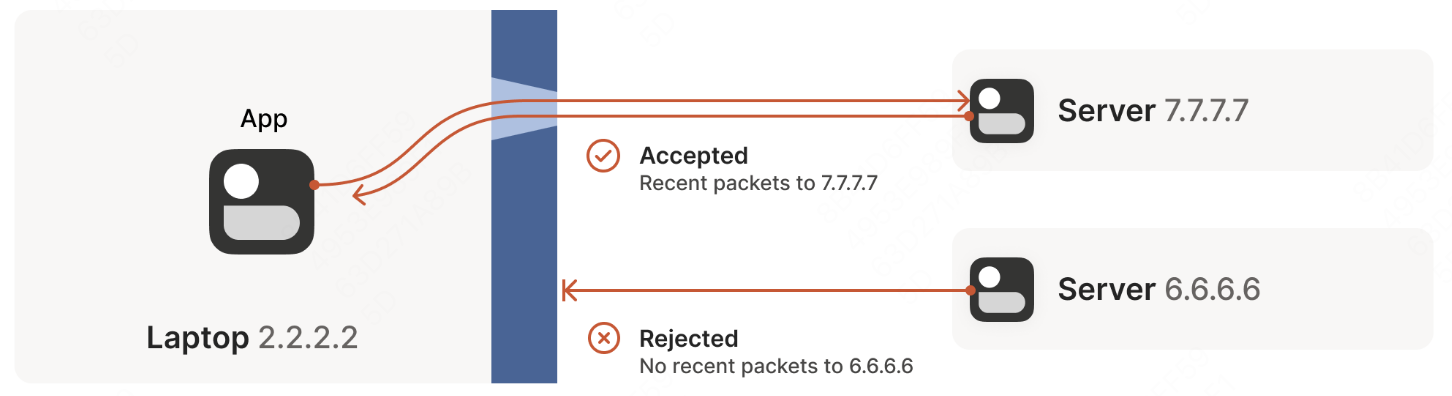 App
Laptop 2.2.2.2
Accepted
Recent packets to 7.7.7.7
Rejected
No recent packets to 6.6.6.6
Server 7.7.7.7
Server 6.6.6.6